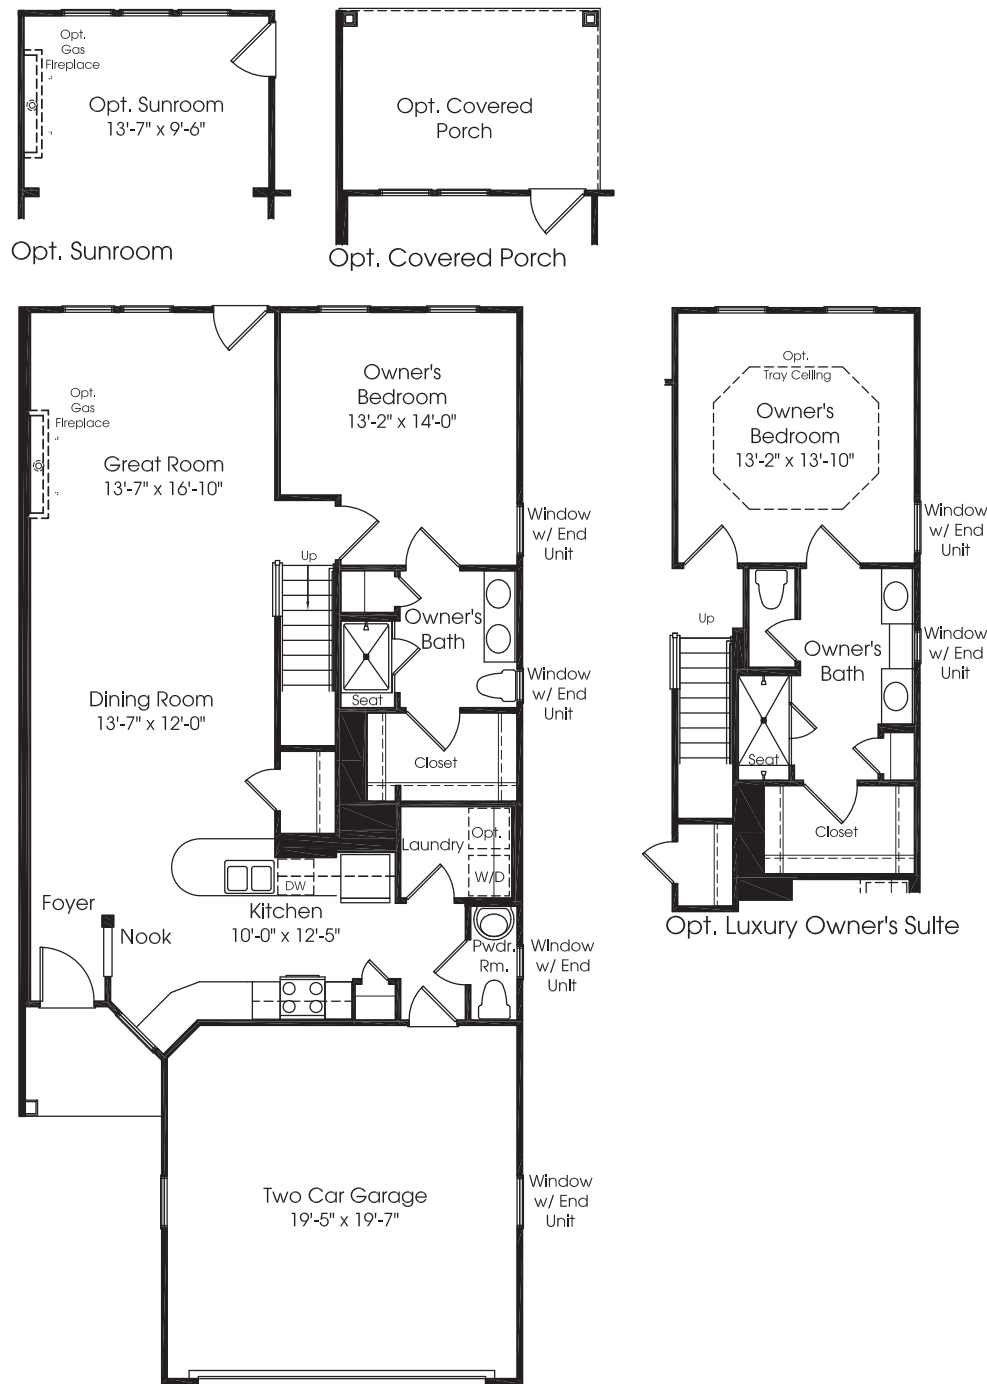 Opt.
Gas
Fireplace
Opt. Sunroom
13'-7" x 9'-6"
Opt. Sunroom
Opt. Covered
Porch
Opt. Covered Porch
Opt.
Gas
Fireplace
Great Room
13'-7" x 16'-10"
Owner's
Bedroom
13'-2" x 14'-0"
Window
w/ End
Unit
Up
Owner's
Bath
Seat
Window
w/ End
Unit
Dining Room
13'-7" x 12'-0"
Closet
Laundry
Opt.
W/D
DW
Kitchen
10'-0" x 12'-5"
Foyer
Nook
Pwdr.
Rm.
Window
w/ End
Unit
Two Car Garage
19'-5" x 19'-7"
Window
w/ End
Unit
Opt.
Tray Ceiling
Owner's
Bedroom
13'-2" x 13'-10"
Window
w/ End
Unit
Up
Owner's
Bath
Window
w/ End
Unit
Seat
Closet
Opt. Luxury Owner's Suite